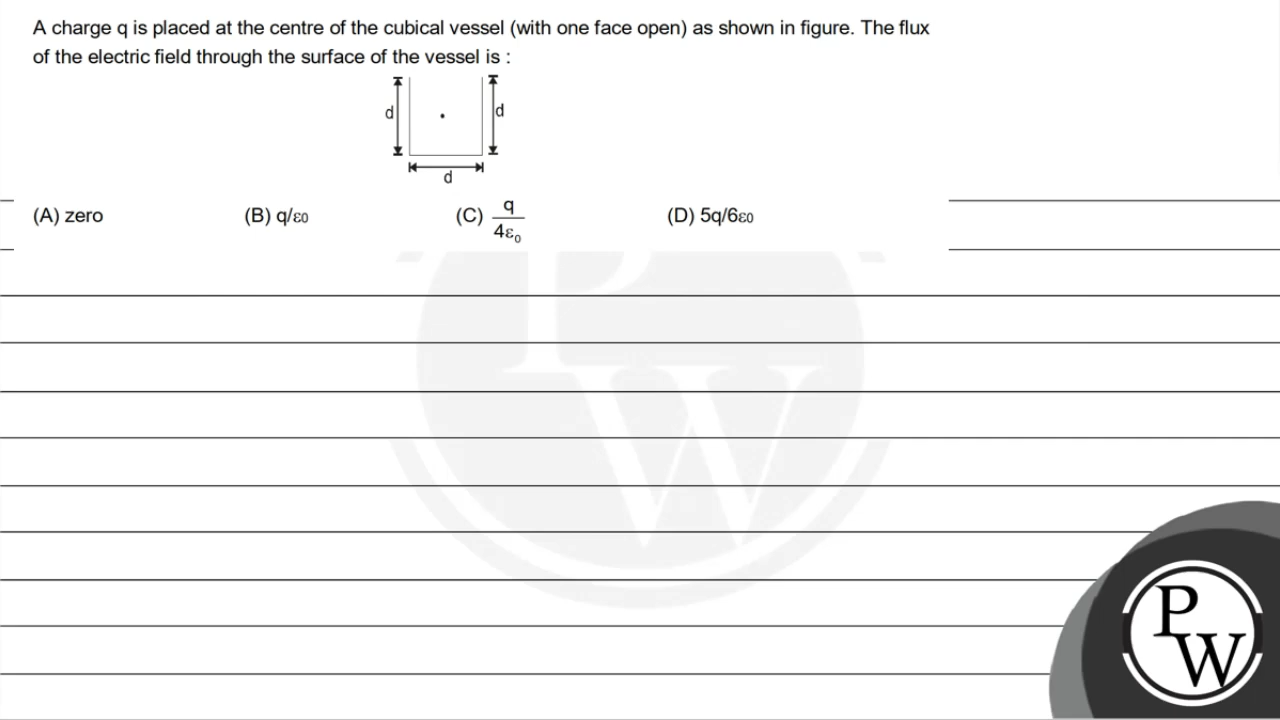 A charge q is placed at the centre of the cubical vessel (with one face open) as shown in figure. The flux
of the electric field through the surface of the vessel is :
d d
d
(A) zero (B) q/ε0 (C) q/4ε₀ (D) 5q/6ε0
P
W
P
W